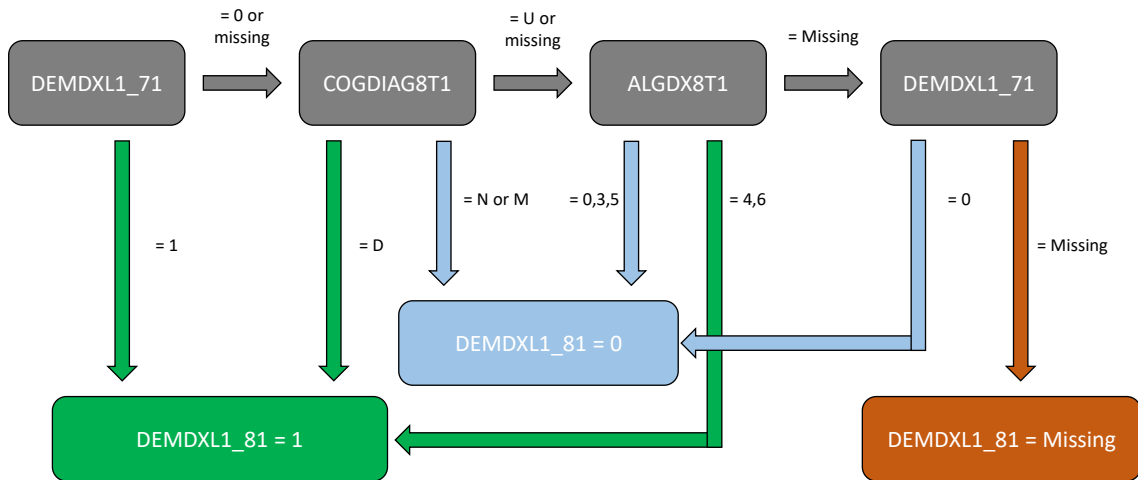 = 0 or
missing
= U or
missing
= Missing
DEMDXL1_71
COGDIAG8T1
ALGDX8T1
DEMDXL1_71
= N or M
= 0,3,5
= 4,6
= 0
= 1
= D
= Missing
DEMDXL1_81 = 0
DEMDXL1_81 = 1
DEMDXL1_81 = Missing